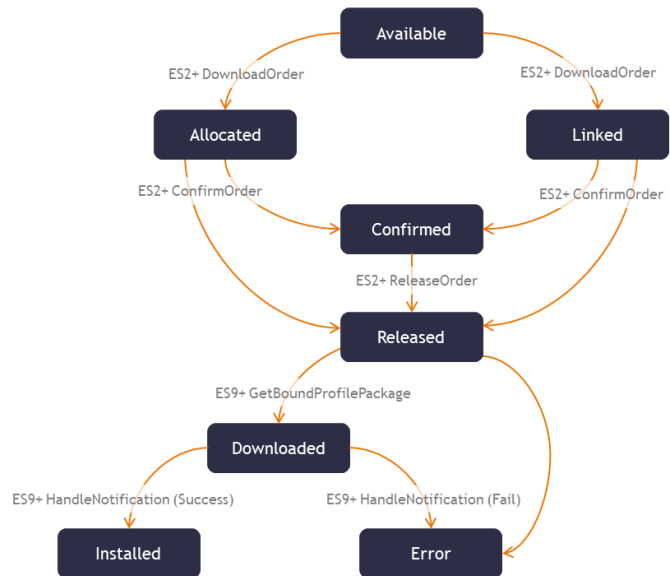 Available
ES2+ DownloadOrder
ES2+ DownloadOrder
Allocated
Linked
ES2+ ConfirmOrder
ES2+ ConfirmOrder
Confirmed
ES2+ ReleaseOrder
Released
ES9+ GetBoundProfilePackage
Downloaded
ES9+ HandleNotification (Success)
ES9+ HandleNotification (Fail)
Installed
Error